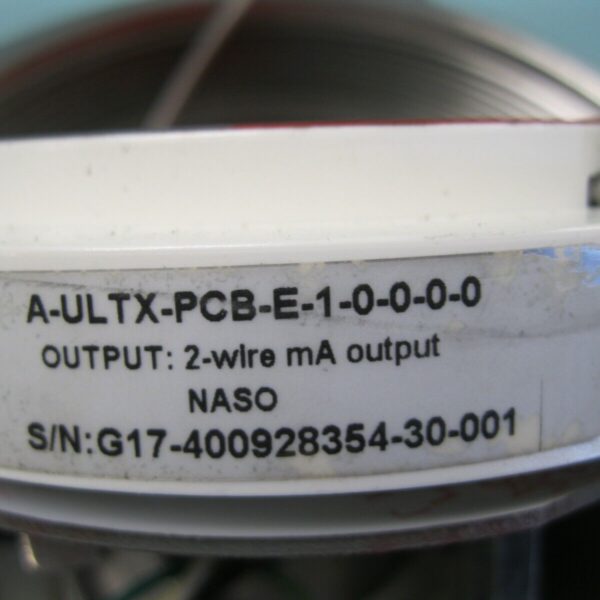 A-ULTX-PCB-E-1-0-0-0-0
OUTPUT: 2-wire mA output
NASO
S/N:G17-400928354-30-001